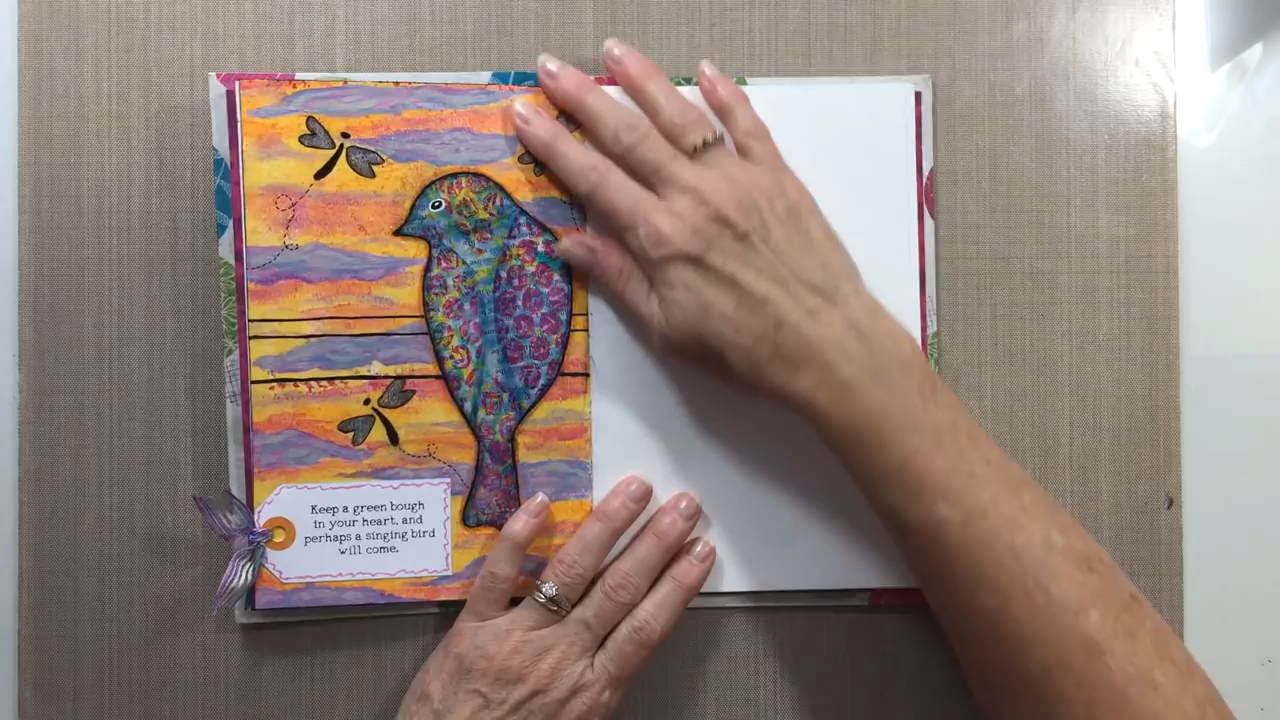 Keep a green bough
in your heart, and
perhaps a singing bird
will come.